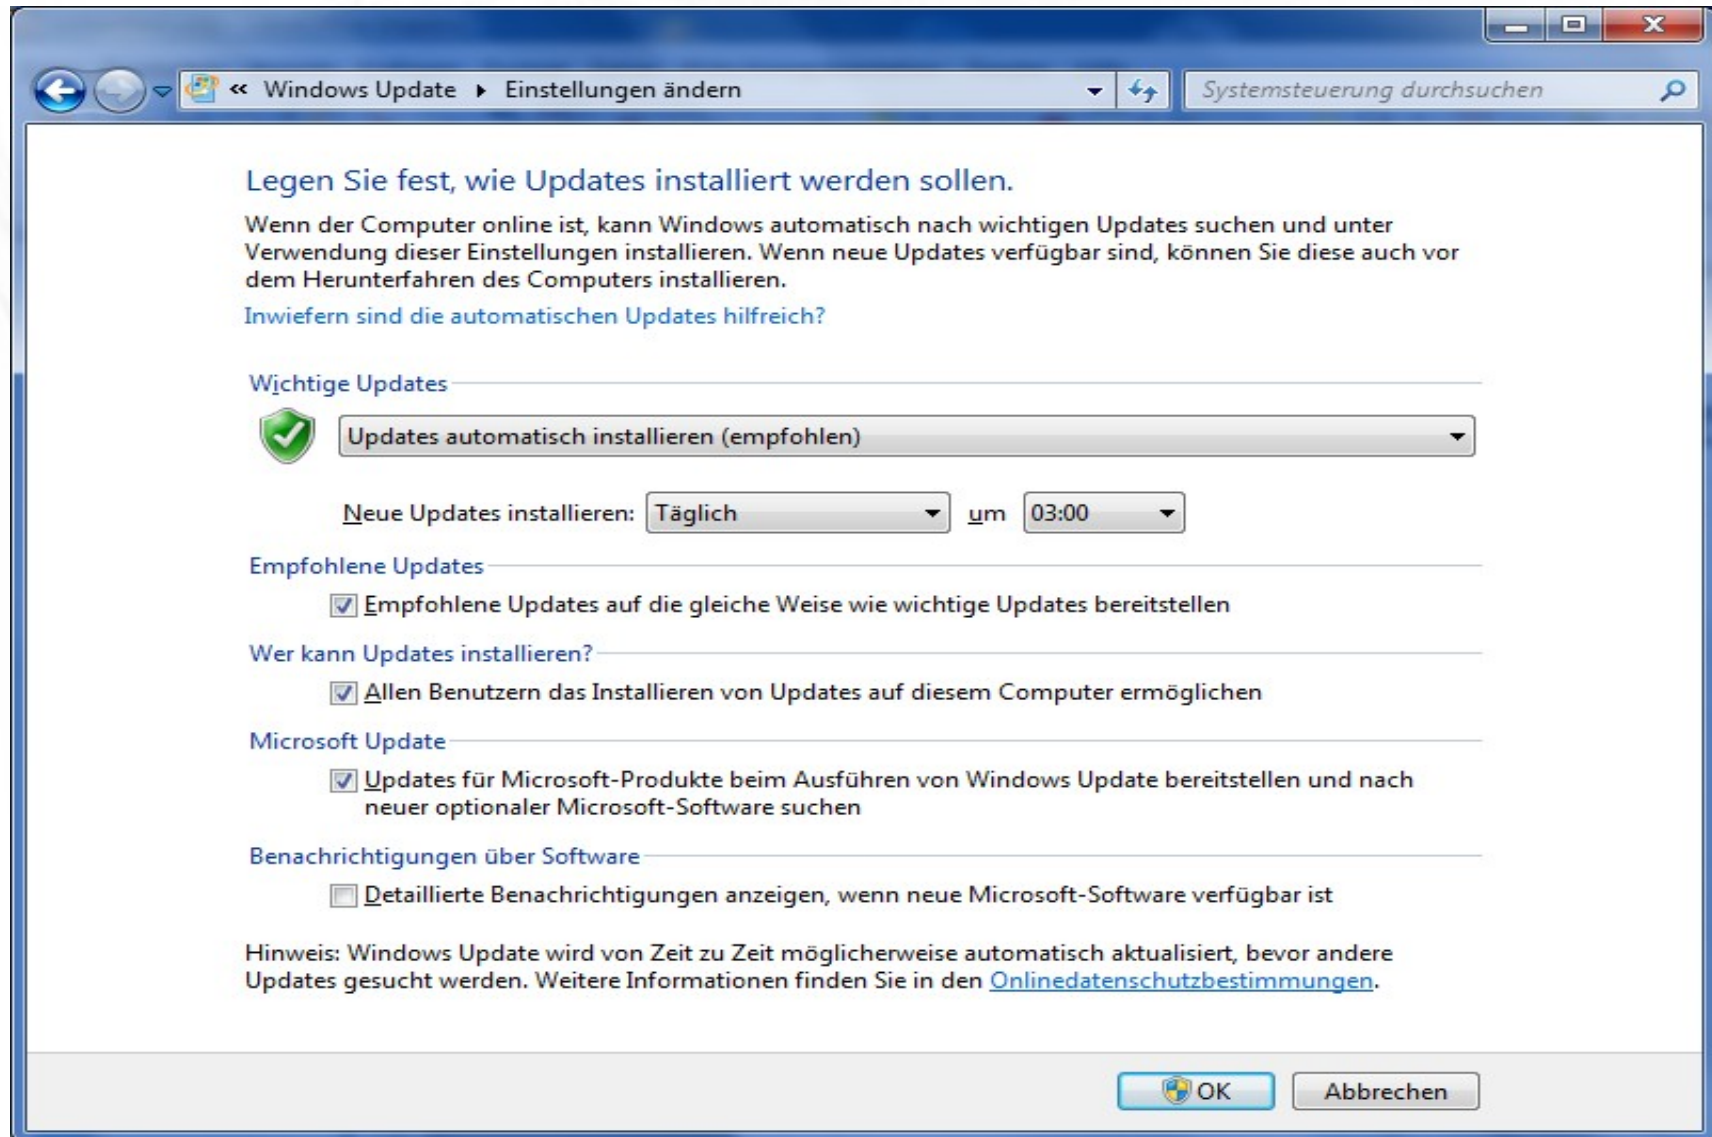 « Windows Update ▸ Einstellungen ändern
Systemsteuerung durchsuchen
Legen Sie fest, wie Updates installiert werden sollen.
Wenn der Computer online ist, kann Windows automatisch nach wichtigen Updates suchen und unter
Verwendung dieser Einstellungen installieren. Wenn neue Updates verfügbar sind, können Sie diese auch vor
dem Herunterfahren des Computers installieren.
Inwiefern sind die automatischen Updates hilfreich?
Wichtige Updates
Updates automatisch installieren (empfohlen)
Neue Updates installieren: Täglich um 03:00
Empfohlene Updates
Empfohlene Updates auf die gleiche Weise wie wichtige Updates bereitstellen
Wer kann Updates installieren?
Allen Benutzern das Installieren von Updates auf diesem Computer ermöglichen
Microsoft Update
Updates für Microsoft-Produkte beim Ausführen von Windows Update bereitstellen und nach
neuer optionaler Microsoft-Software suchen
Benachrichtigungen über Software
Detaillierte Benachrichtigungen anzeigen, wenn neue Microsoft-Software verfügbar ist
Hinweis: Windows Update wird von Zeit zu Zeit möglicherweise automatisch aktualisiert, bevor andere
Updates gesucht werden. Weitere Informationen finden Sie in den Onlinedatenschutzbestimmungen.
OK
Abbrechen